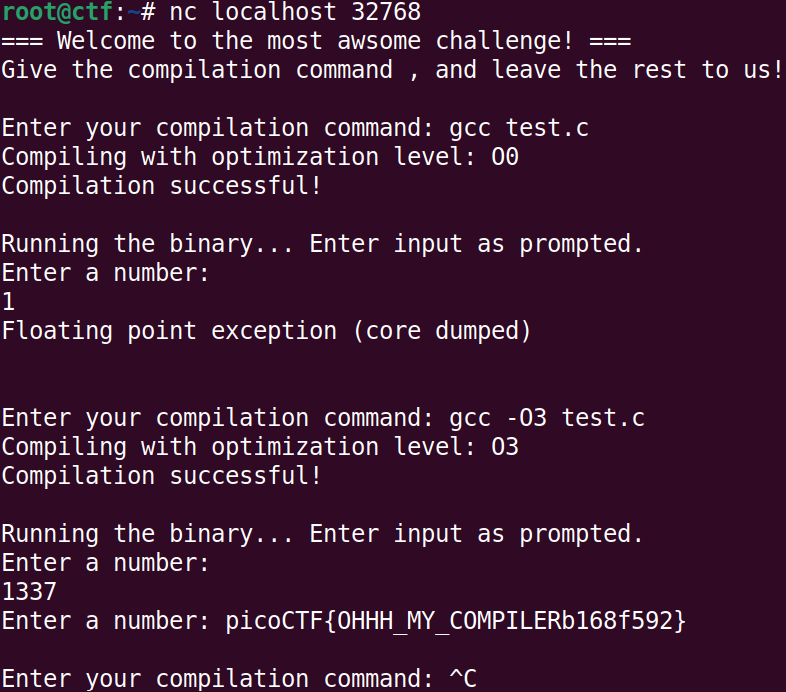 root@ctf:~# nc localhost 32768
=== Welcome to the most awsome challenge! ===
Give the compilation command , and leave the rest to us!
Enter your compilation command: gcc test.c
Compiling with optimization level: O0
Compilation successful!
Running the binary... Enter input as prompted.
Enter a number:
1
Floating point exception (core dumped)
Enter your compilation command: gcc -O3 test.c
Compiling with optimization level: O3
Compilation successful!
Running the binary... Enter input as prompted.
Enter a number:
1337
Enter a number: picoCTF{OHHH_MY_COMPILERb168f592}
Enter your compilation command: ^C